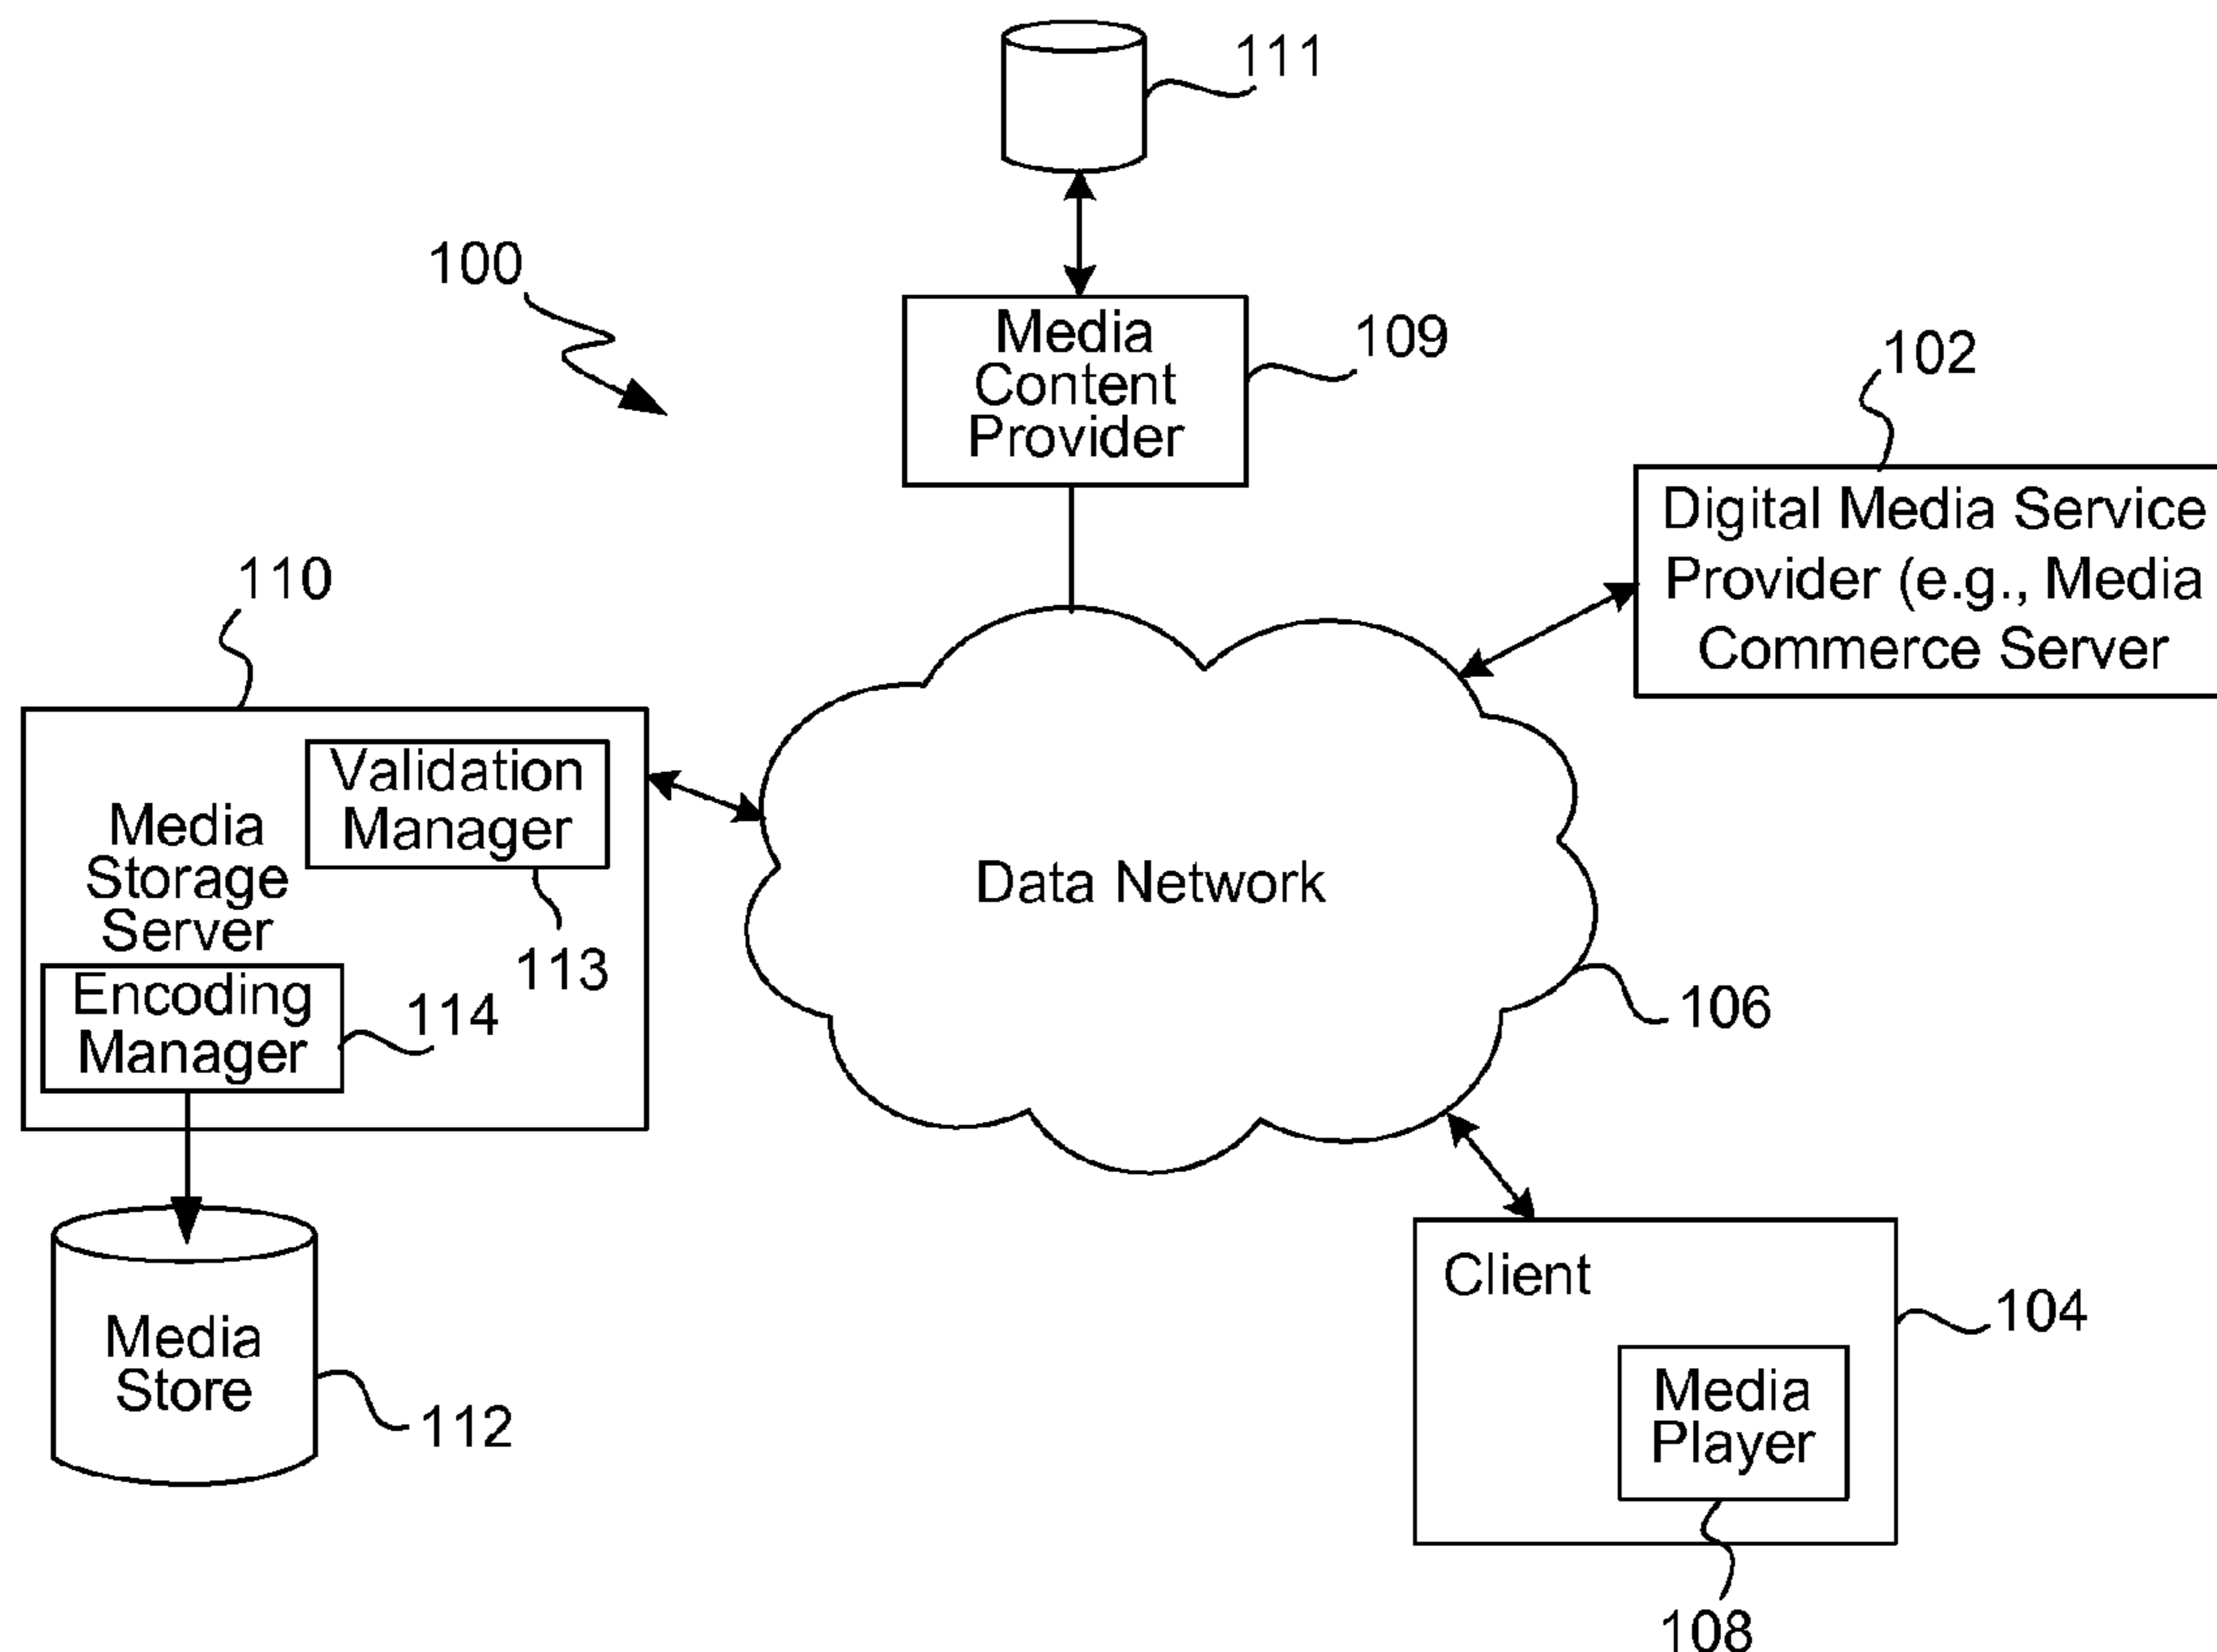 111
100
Media
Content
Provider
109
102
Digital Media Service
Provider (e.g., Media
Commerce Server
110
Validation
Manager
113
Media
Storage
Server
Encoding
Manager
114
Data Network
106
Media
Store
112
Client
104
Media
Player
108